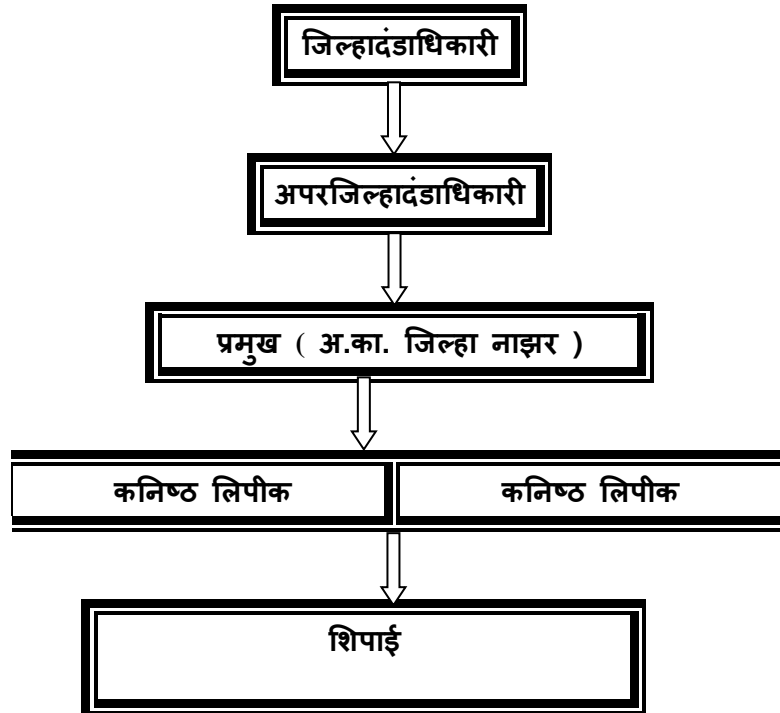 जिल्हादंडाधिकारी
अपरजिल्हादंडाधिकारी
प्रमुख ( अ.का. जिल्हा नाझर )
कनिष्ठ लिपीक कनिष्ठ लिपीक
शिपाई